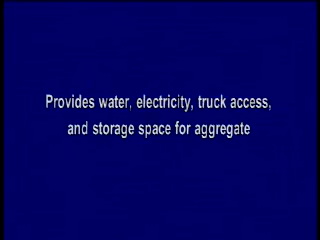 Provides water, electricity, truck access,
and storage space for aggregate